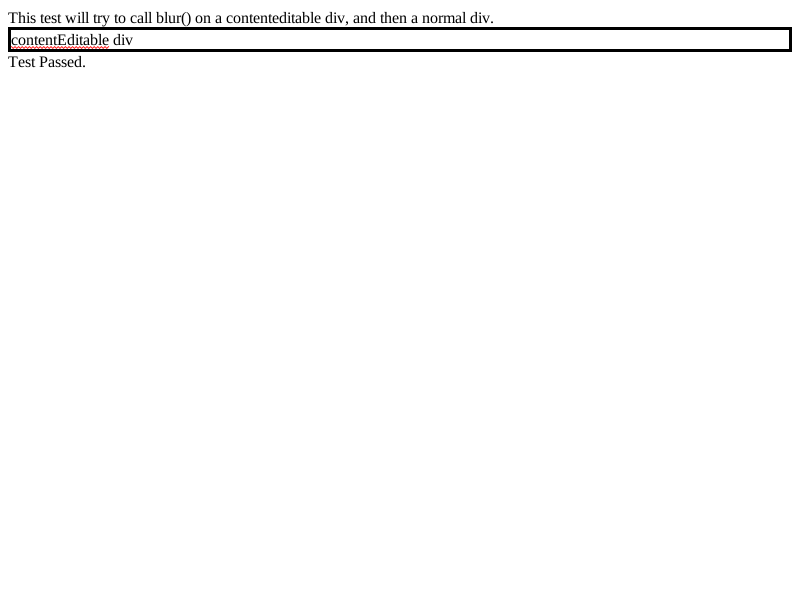 This test will try to call blur() on a contenteditable div, and then a normal div.
contentEditable div
Test Passed.